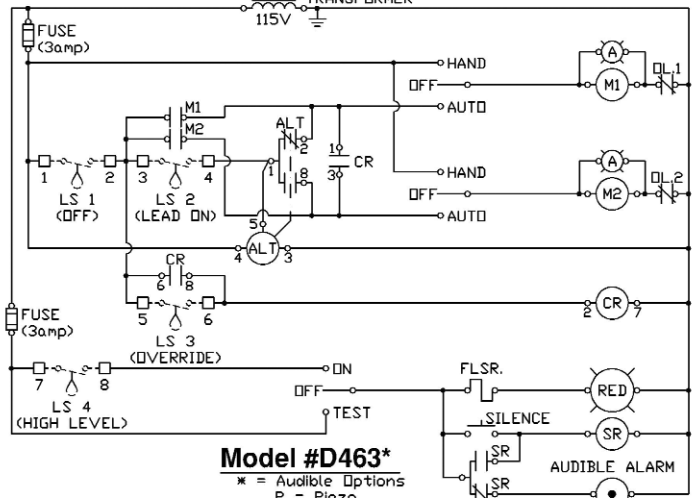 TRANSFORMER
115V
FUSE
(3amp)
HAND
OFF
AUTO
A
M1
OL.1
M1
M2
ALT
1
2
8
1
3
CR
1 2 3 4
LS 1
(OFF)
LS 2
(LEAD ON)
HAND
OFF
AUTO
A
M2
OL.2
5
4 ALT 3
CR
6 8
5 6
LS 3
(OVERRIDE)
2 CR 7
FUSE
(3amp)
7 8
LS 4
(HIGH LEVEL)
ON
OFF
TEST
FLSR.
RED
SILENCE
SR
SR
SR
AUDIBLE ALARM
Model #D463*
* = Audible Options
P = Piezo